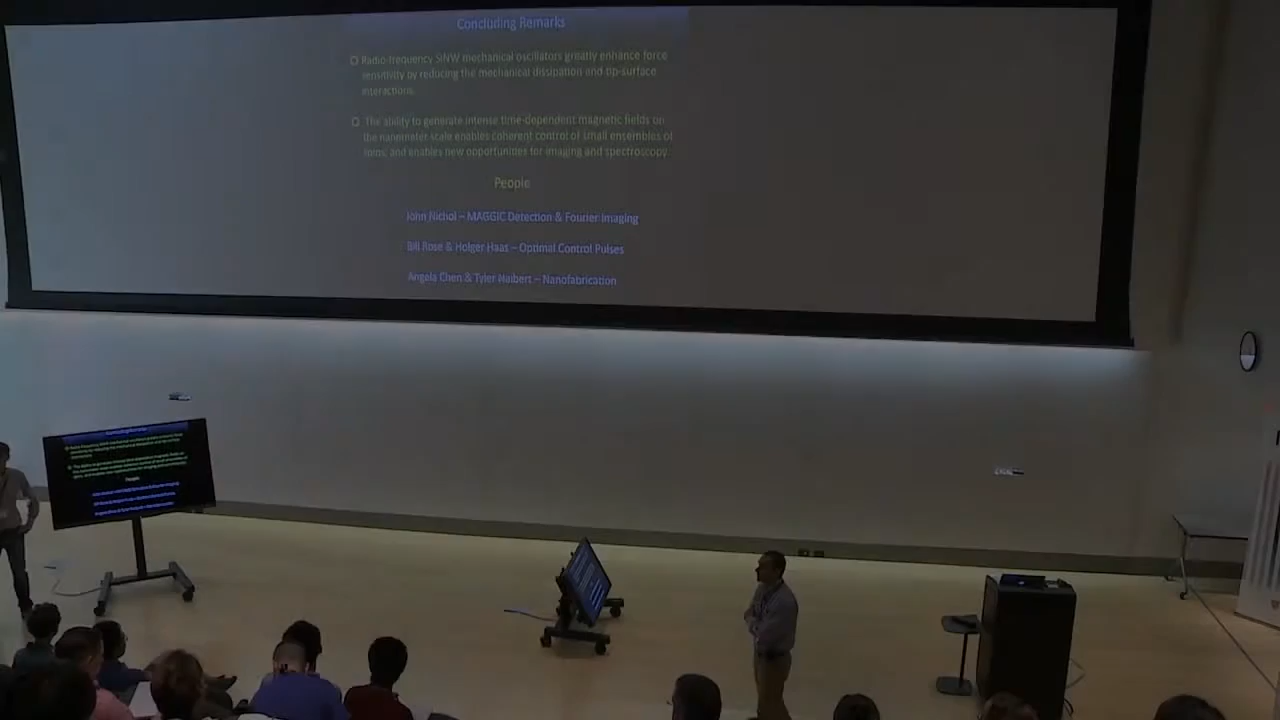 Concluding Remarks
Radio-frequency SiNW mechanical oscillators greatly enhance force
sensitivity by reducing the mechanical dissipation and tip-surface
interactions.
The ability to generate intense time-dependent magnetic fields on
the nanometer scale enables coherent control of small ensembles of
and enables new opportunities for imaging and spectroscopy.
People
John Nichol – MAGGIC Detection & Fourier Imaging
Bill Rose & Holger Haas – Optimal Control Pulses
Angela Chen & Tyler – Nanofabrication
Concluding Remarks
People